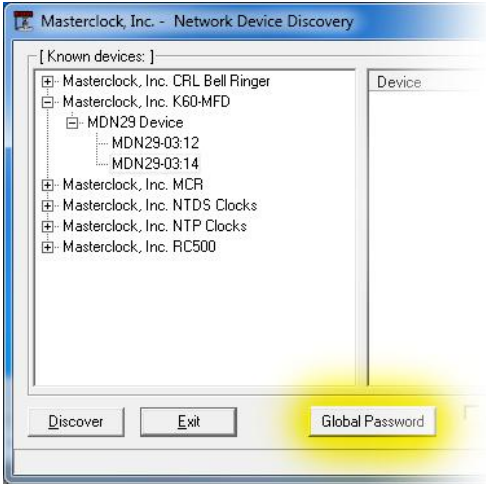 Masterclock, Inc. - Network Device Discovery
[ Known devices: ]
Masterclock, Inc. CRL Bell Ringer
Masterclock, Inc. K60-MFD
MDN29 Device
MDN29-03:12
MDN29-03:14
Masterclock, Inc. MCR
Masterclock, Inc. NTDS Clocks
Masterclock, Inc. NTP Clocks
Masterclock, Inc. RC500
Device
Discover
Exit
Global Password